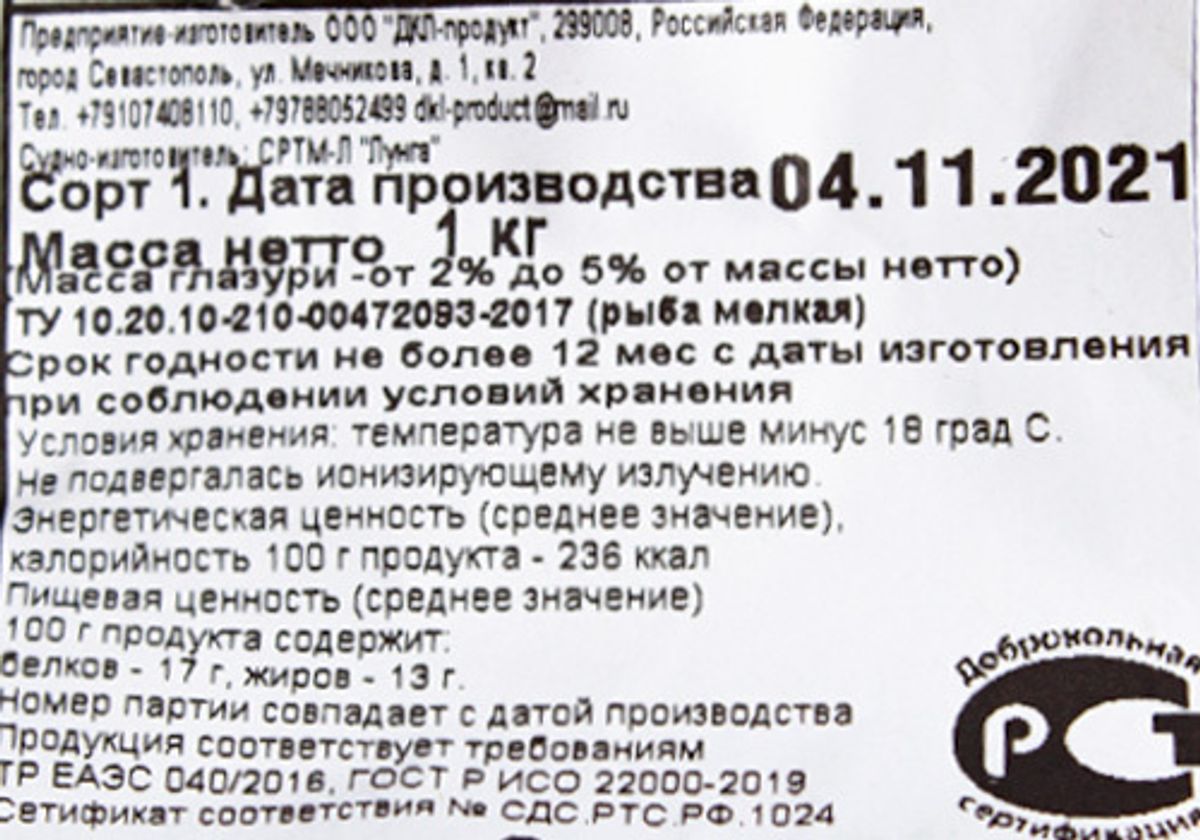 Предприятие-изготовитель ООО "ДКЛ-продукт", 299008, Российская Федерация,
город Севастополь, ул. Мечникова, д. 1, кв. 2
Тел. +79107408110, +79788052499 dkl-product@mail.ru
Судно-изготовитель: СРТМ-Л "Лунга"
Сорт 1. Дата производства 04.11.2021
Масса нетто 1 кг
(Масса глазури -от 2% до 5% от массы нетто)
ТУ 10.20.10-210-00472093-2017 (рыба мелкая)
Срок годности не более 12 мес с даты изготовления
при соблюдении условий хранения
Условия хранения: температура не выше минус 18 град С.
Не подвергалась ионизирующему излучению.
Энергетическая ценность (среднее значение),
калорийность 100 г продукта - 236 ккал
Пищевая ценность (среднее значение)
100 г продукта содержит:
белков - 17 г, жиров - 13 г.
Номер партии совпадает с датой производства
Продукция соответствует требованиям
ТР ЕАЭС 040/2016, ГОСТ Р ИСО 22000-2019
Сетификат соответствия № СДС.РТС.РФ.1024
Доброкольная
РСТ
сертификация